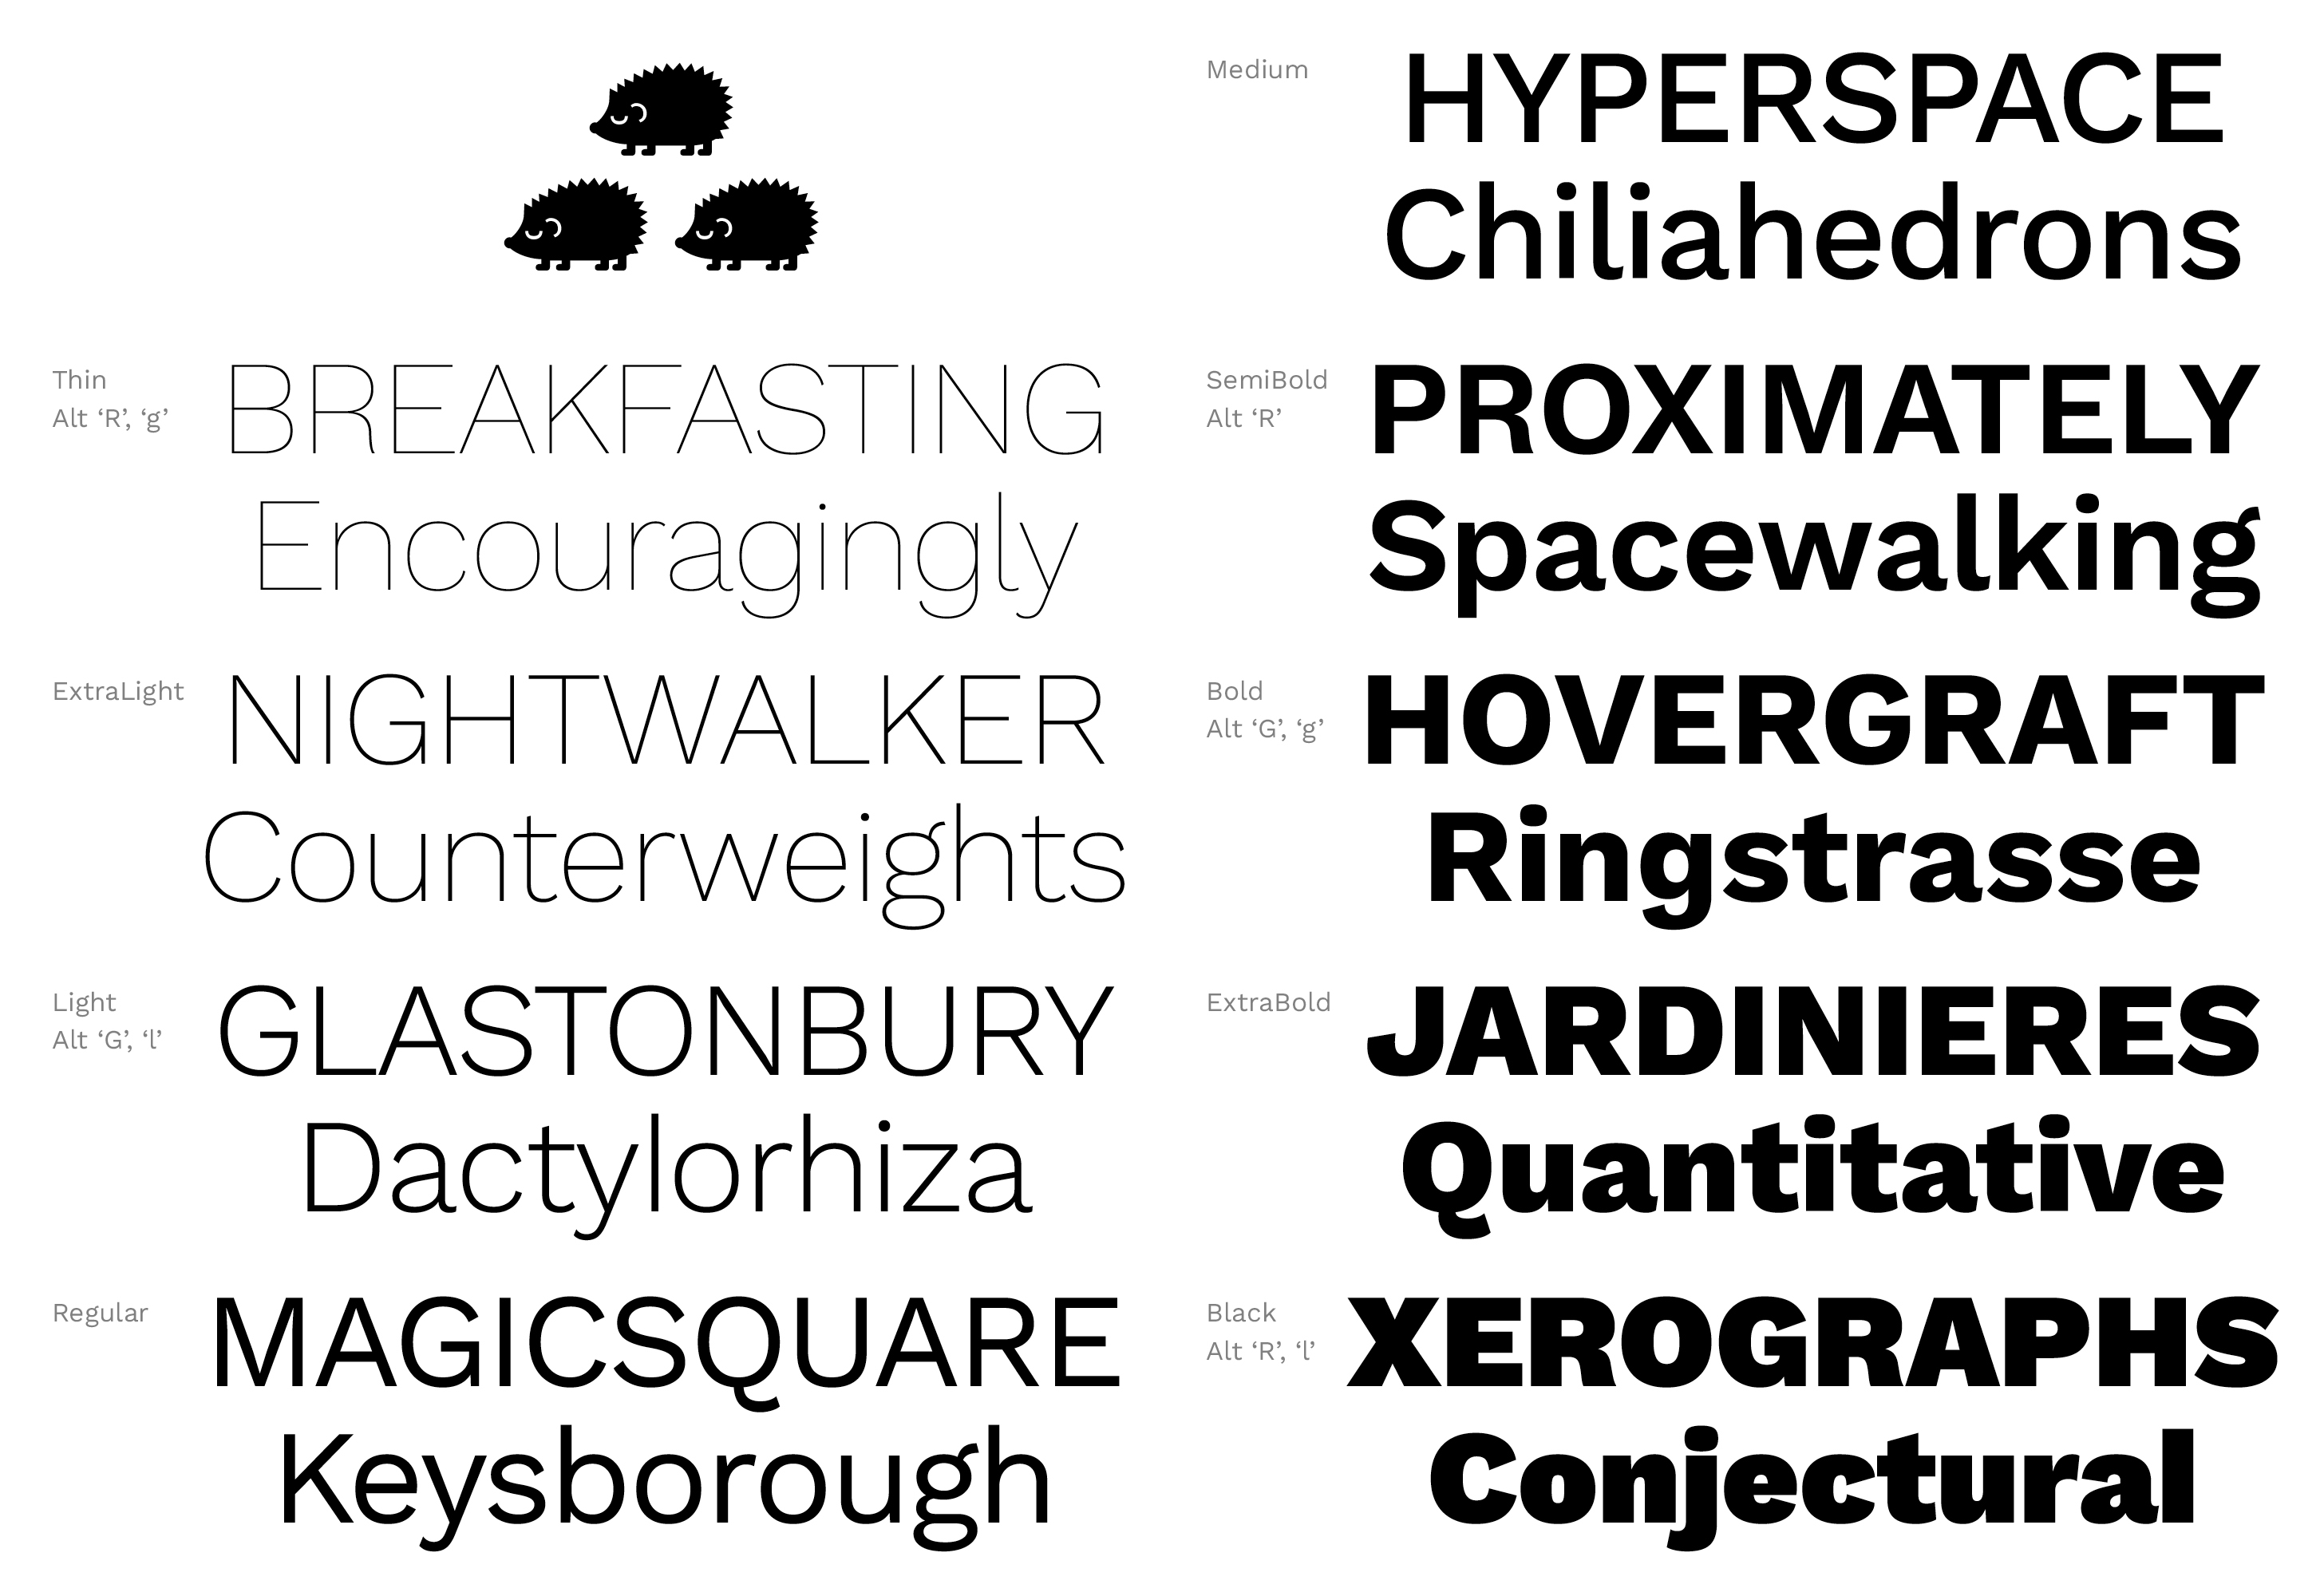 Thin
Alt ‘R’, ‘g’
BREAKFASTING
Encouragingly
ExtraLight
NIGHTWALKER
Counterweights
Light
Alt ‘G’, ‘l’
GLASTONBURY
Dactylorhiza
Regular
MAGICSQUARE
Keysborough
Medium
HYPERSPACE
Chiliahedrons
SemiBold
Alt ‘R’
PROXIMATELY
Spacewalking
Bold
Alt ‘G’, ‘g’
HOVERGRAFT
Ringstrasse
ExtraBold
JARDINIERES
Quantitative
Black
Alt ‘R’, ‘l’
XEROGRAPHS
Conjectural